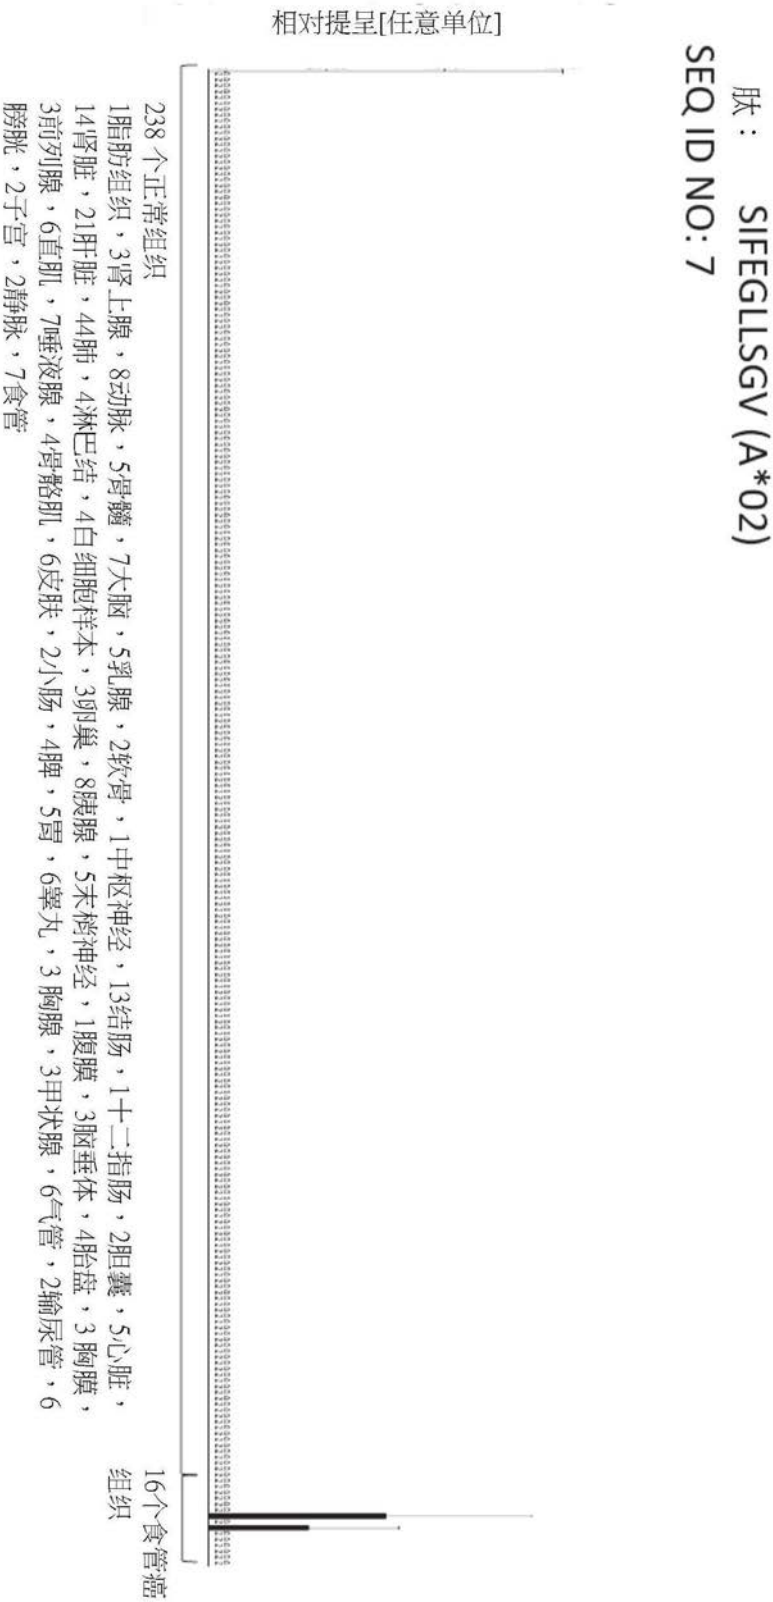 肽： SIFEGLLSGV (A*02)
SEQ ID NO: 7
相对提呈[任意单位]
238 个正常组织
1脂肪组织，3肾上腺，8动脉，5骨髓，7大脑，5乳腺，2软骨，1中枢神经，13结肠，1十二指肠，2胆囊，5心脏，
14肾脏，21肝脏，44肺，4淋巴结，4白细胞样本，3卵巢，8胰腺，5末梢神经，1腹膜，3脑垂体，4胎盘，3 胸膜，
3前列腺，6直肌，7唾液腺，4骨骼肌，6皮肤，2小肠，4脾，5胃，6睾丸，3 胸腺，3甲状腺，6气管，2输尿管，6
膀胱，2子宫，2静脉，7食管
16个食管癌
组织